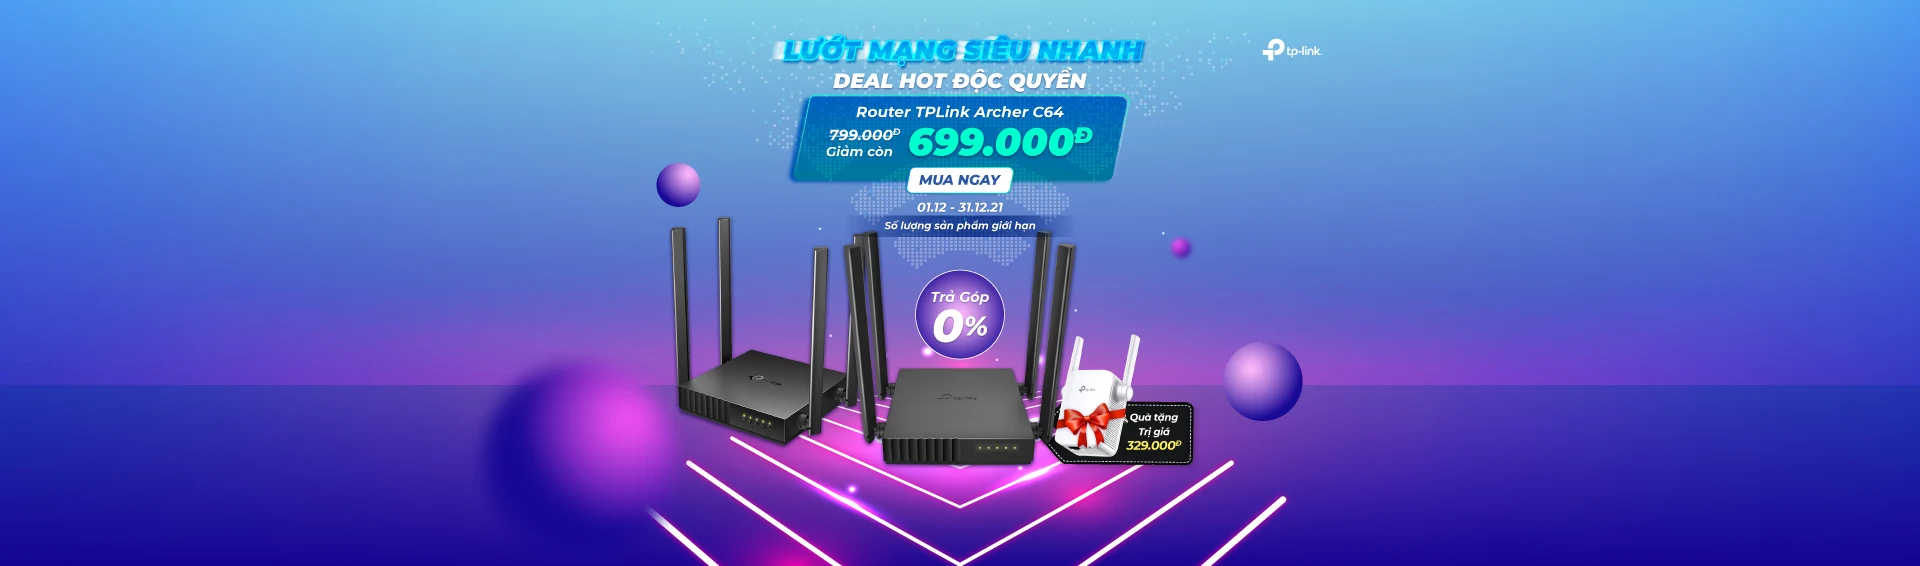 LƯỚT MẠNG SIÊU NHANH
tp-link
DEAL HOT ĐỘC QUYỀN
Router TPLink Archer C64
799.000Đ
Giảm còn
699.000Đ
MUA NGAY
01.12 - 31.12.21
Số lượng sản phẩm giới hạn
Trả Góp
0%
Quà tặng
Trị giá
329.000Đ